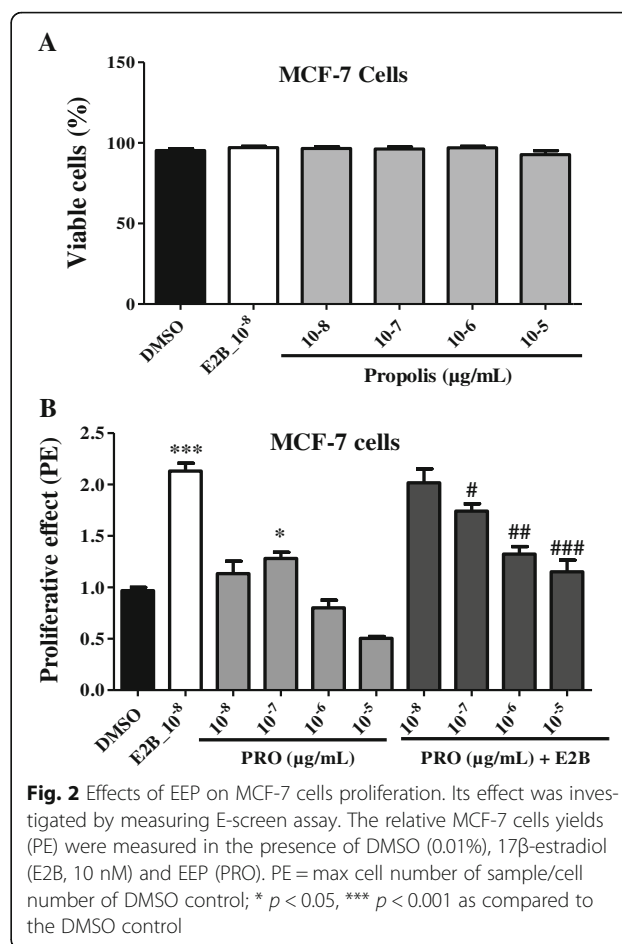 A
MCF-7 Cells
Viable cells (%)
150
100
50
0
DMSO
E2B_10⁻⁸
10-8
10-7
10-6
10-5
Propolis (µg/mL)
B
MCF-7 cells
Proliferative effect (PE)
2.5
2.0
1.5
1.0
0.5
0.0
***
*
#
##
###
DMSO
E2B_10⁻⁸
10⁻⁸
10⁻⁷
10⁻⁶
10⁻⁵
10⁻⁸
10⁻⁷
10⁻⁶
10⁻⁵
PRO (µg/mL)
PRO (µg/mL) + E2B
Fig. 2 Effects of EEP on MCF-7 cells proliferation. Its effect was inves-
tigated by measuring E-screen assay. The relative MCF-7 cells yields
(PE) were measured in the presence of DMSO (0.01%), 17β-estradiol
(E2B, 10 nM) and EEP (PRO). PE = max cell number of sample/cell
number of DMSO control; * p < 0.05, *** p < 0.001 as compared to
the DMSO control